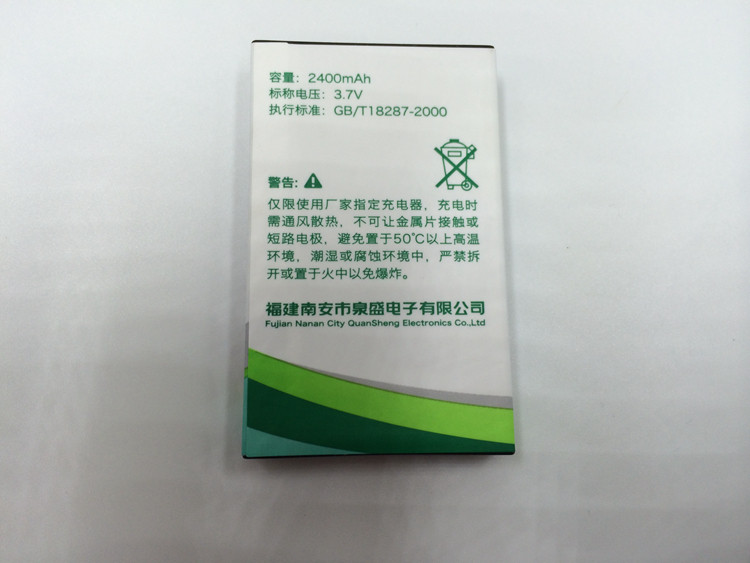 容量：2400mAh
标称电压：3.7V
执行标准：GB/T18287-2000
警告：
仅限使用厂家指定充电器，充电时
需通风散热，不可让金属片接触或
短路电极，避免置于50℃以上高温
环境，潮湿或腐蚀环境中，严禁拆
开或置于火中以免爆炸。
福建南安市泉盛电子有限公司
Fujian Nanan City QuanSheng Electronics Co.,Ltd